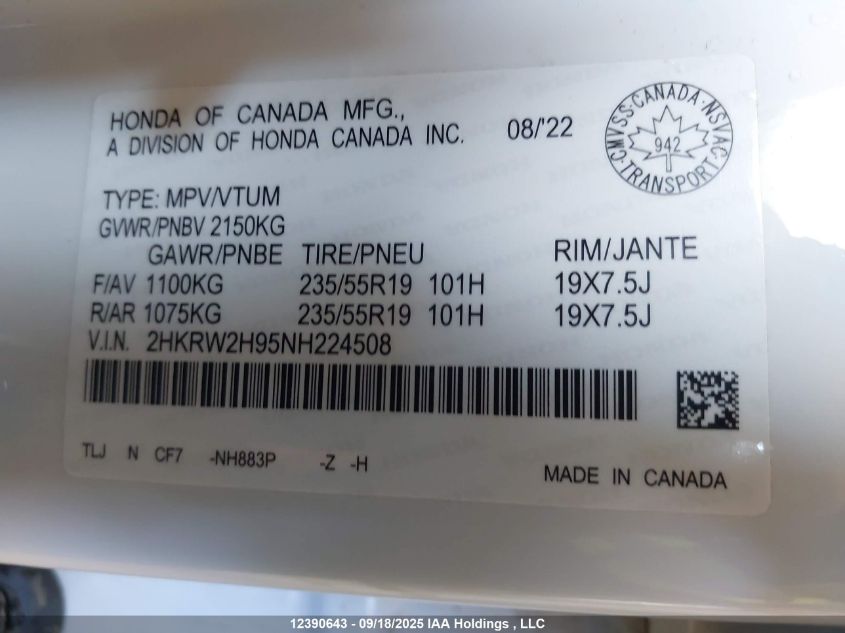 HONDA OF CANADA MFG.,
A DIVISION OF HONDA CANADA INC. 08/'22
CMVSS·CANADA·NSVAC·TRANSPORT·
942
TYPE: MPV/VTUM
GVWR/PNBV 2150KG
GAWR/PNBE TIRE/PNEU RIM/JANTE
F/AV 1100KG 235/55R19 101H 19X7.5J
R/AR 1075KG 235/55R19 101H 19X7.5J
V.I.N. 2HKRW2H95NH224508
TLJ N CF7 -NH883P -Z -H
MADE IN CANADA
12390643 - 09/18/2025 IAA Holdings , LLC